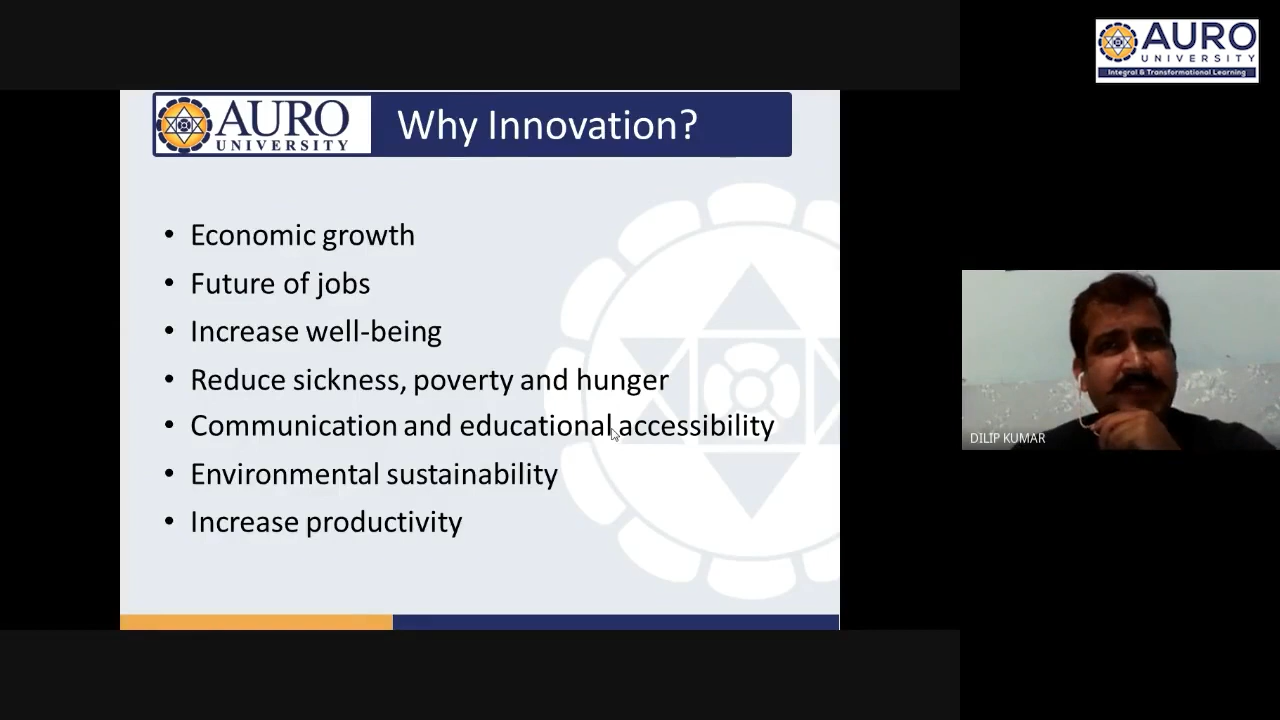 AURO
UNIVERSITY
Why Innovation?
• Economic growth
• Future of jobs
• Increase well-being
• Reduce sickness, poverty and hunger
• Communication and educational accessibility
• Environmental sustainability
• Increase productivity
AURO
UNIVERSITY
Integral & Transformational Learning
DILIP KUMAR